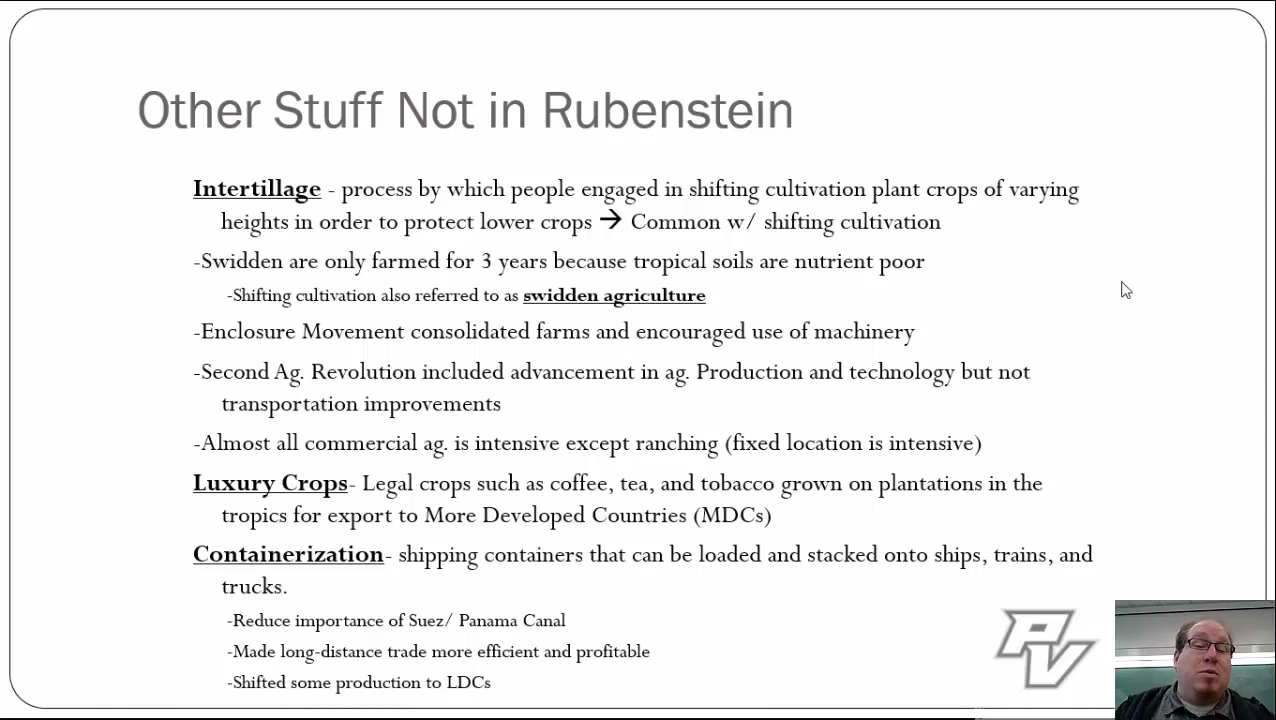 Other Stuff Not in Rubenstein
Intertillage - process by which people engaged in shifting cultivation plant crops of varying
heights in order to protect lower crops → Common w/ shifting cultivation
-Swidden are only farmed for 3 years because tropical soils are nutrient poor
-Shifting cultivation also referred to as swidden agriculture
-Enclosure Movement consolidated farms and encouraged use of machinery
-Second Ag. Revolution included advancement in ag. Production and technology but not
transportation improvements
-Almost all commercial ag. is intensive except ranching (fixed location is intensive)
Luxury Crops- Legal crops such as coffee, tea, and tobacco grown on plantations in the
tropics for export to More Developed Countries (MDCs)
Containerization- shipping containers that can be loaded and stacked onto ships, trains, and
trucks.
-Reduce importance of Suez/ Panama Canal
-Made long-distance trade more efficient and profitable
-Shifted some production to LDCs
PV